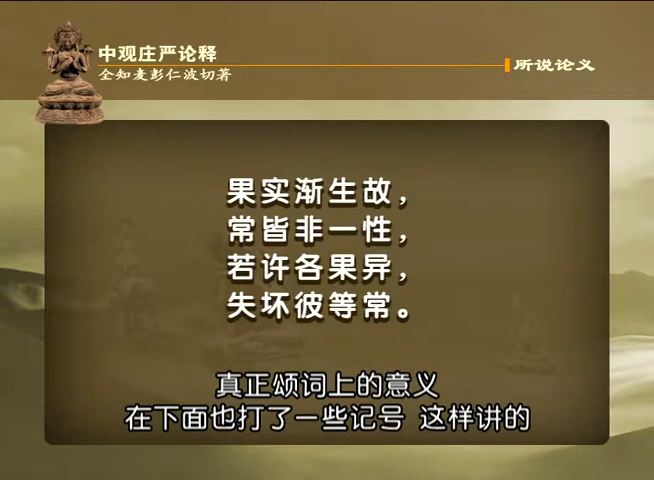 中观庄严论释
全知麦彭仁波切著
所说论义
果实渐生故，
常皆非一性，
若许各果异，
失坏彼等常。
真正颂词上的意义
在下面也打了一些记号 这样讲的